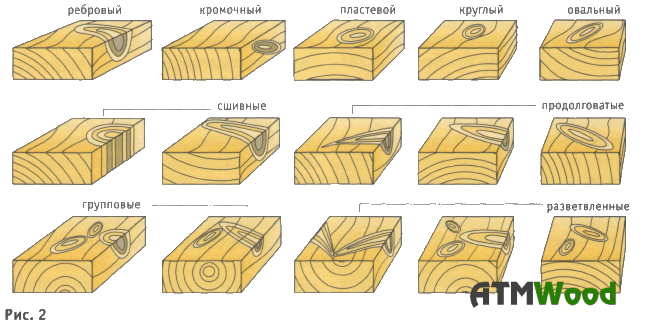 ребровый кромочный пластевой круглый овальный
сшивные продолговатые
групповые разветвленные
ATMWood
Рис. 2